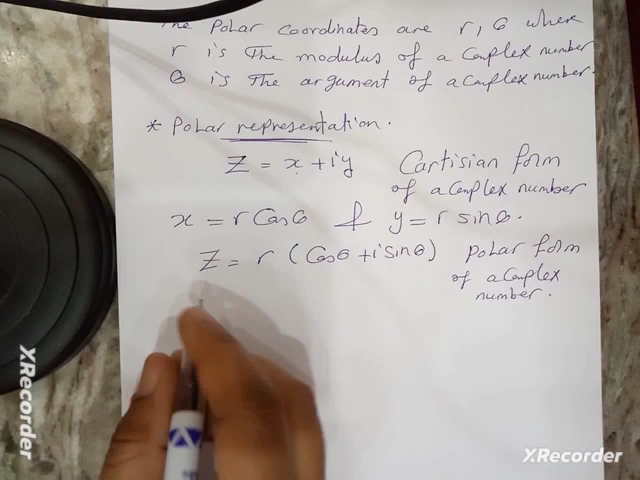 The Polar coordinates are r, θ where
r is the modulus of a Complex number
θ is the argument of a Complex number.
* Polar representation.
Z = x + iy Cartisian form
of a Complex number
x = r Cosθ & y = r sinθ.
Z = r (Cosθ + i sinθ) polar form
of a Complex
number.
XRecorder
XRecorder